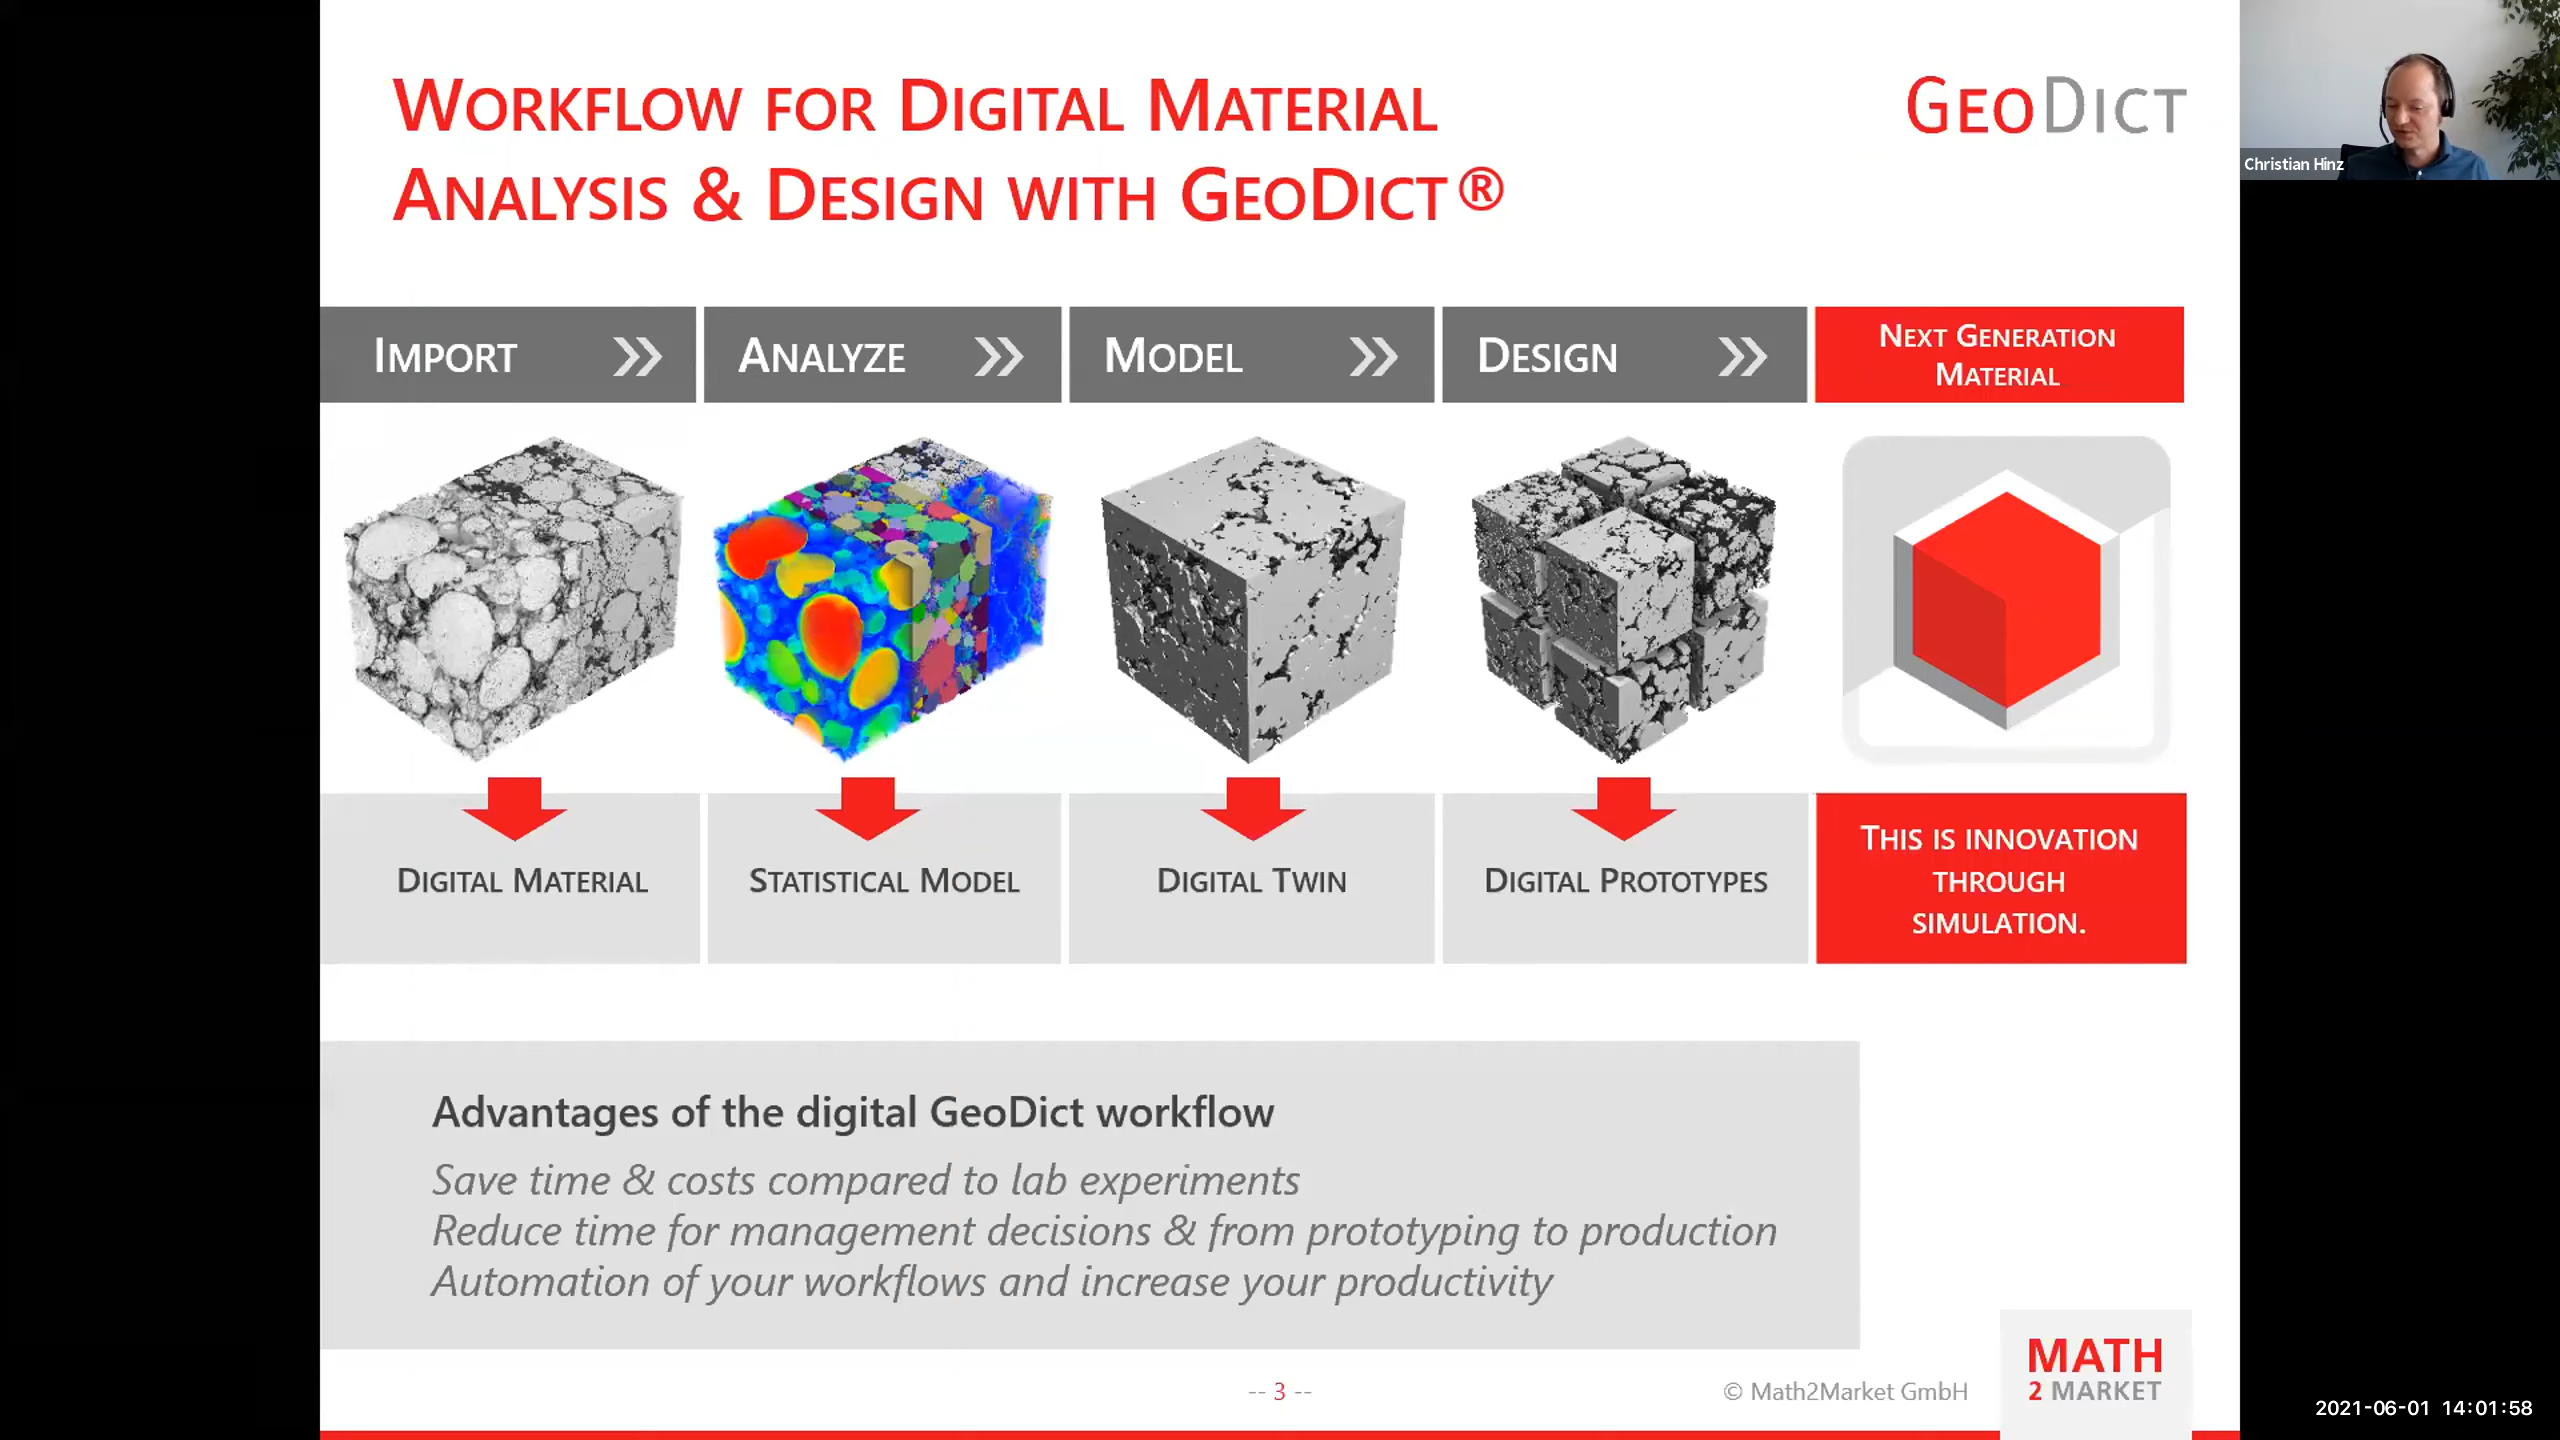 WORKFLOW FOR DIGITAL MATERIAL
ANALYSIS & DESIGN WITH GEODICT®
GEODICT
Christian Hinz
IMPORT
ANALYZE
MODEL
DESIGN
NEXT GENERATION
MATERIAL
DIGITAL MATERIAL
STATISTICAL MODEL
DIGITAL TWIN
DIGITAL PROTOTYPES
THIS IS INNOVATION
THROUGH
SIMULATION.
Advantages of the digital GeoDict workflow
Save time & costs compared to lab experiments
Reduce time for management decisions & from prototyping to production
Automation of your workflows and increase your productivity
-- 3 --
© Math2Market GmbH
MATH
2 MARKET
2021-06-01 14:01:58